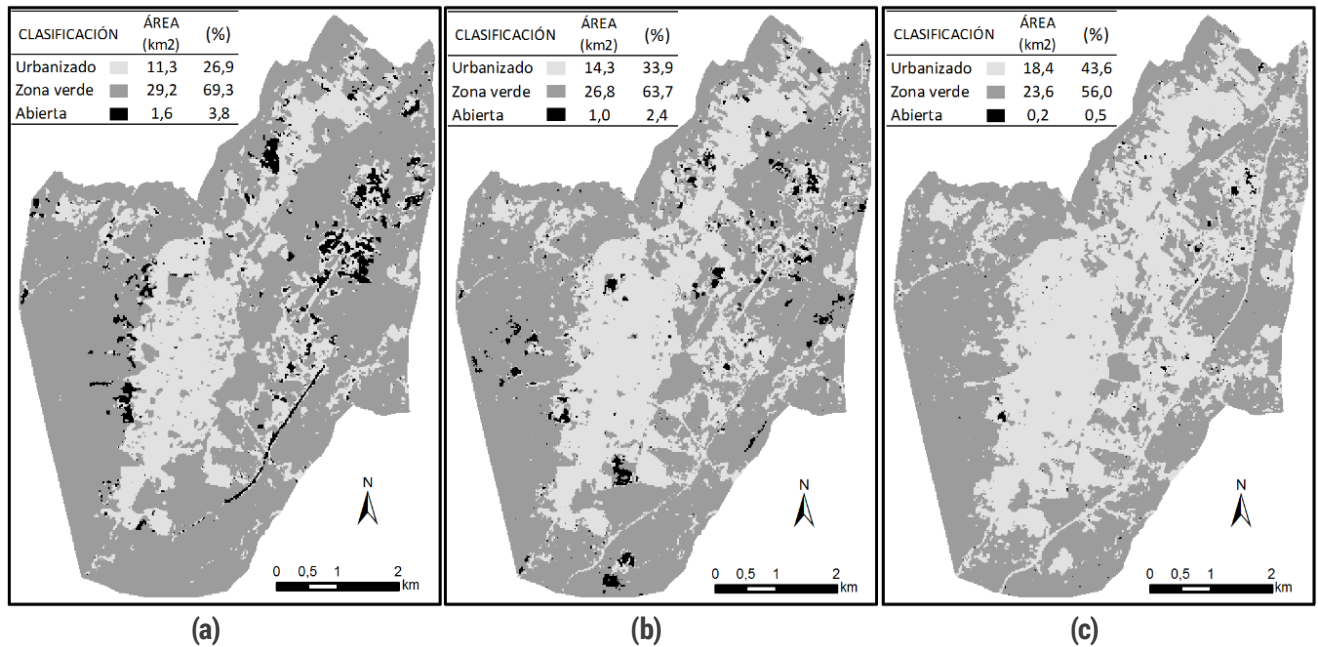 CLASIFICACIÓN ÁREA (km2) (%)
Urbanizado 11,3 26,9
Zona verde 29,2 69,3
Abierta 1,6 3,8
N
0 0,5 1 2
km
(a)
CLASIFICACIÓN ÁREA (km2) (%)
Urbanizado 14,3 33,9
Zona verde 26,8 63,7
Abierta 1,0 2,4
N
0 0,5 1 2
km
(b)
CLASIFICACIÓN ÁREA (km2) (%)
Urbanizado 18,4 43,6
Zona verde 23,6 56,0
Abierta 0,2 0,5
N
0 0,5 1 2
km
(c)